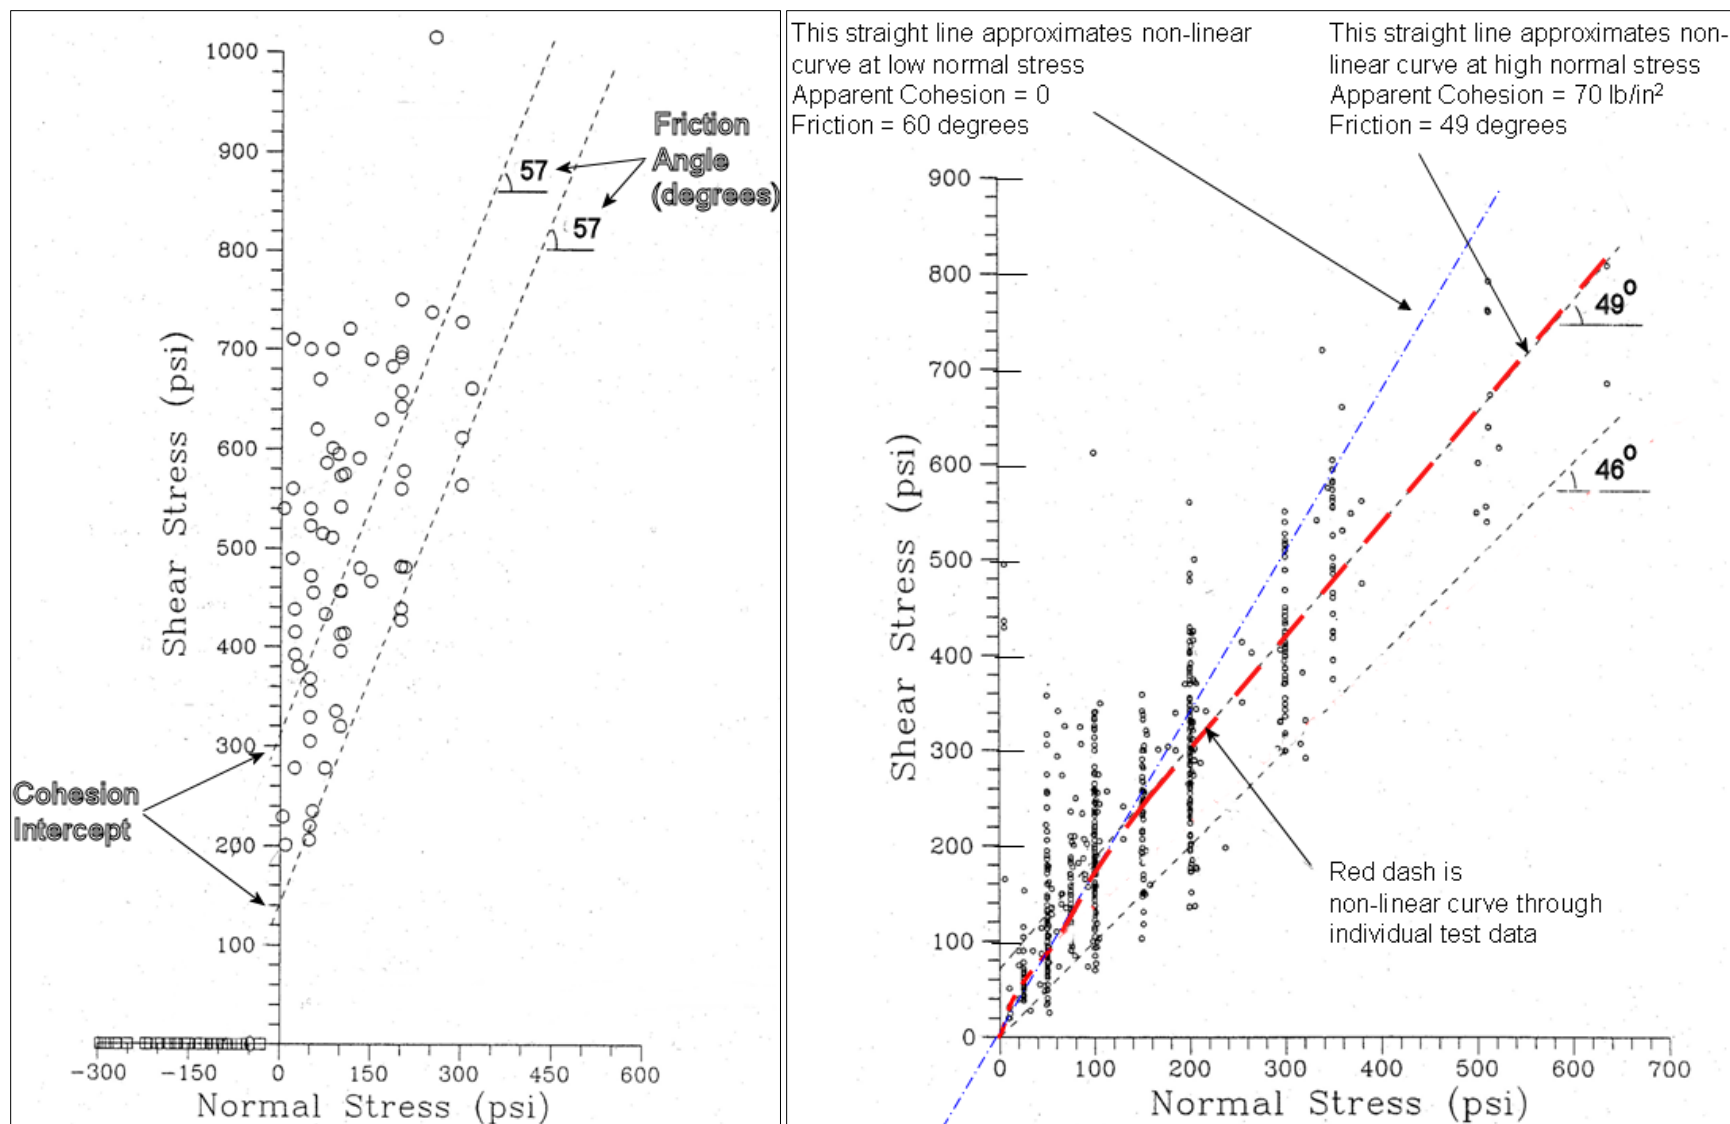 1000
900
800
700
600
500
400
300
200
100
-300
-150
0
150
300
450
600
Shear Stress (psi)
Normal Stress (psi)
Friction
Angle
(degrees)
57
57
Cohesion
Intercept
This straight line approximates non-linear
curve at low normal stress
Apparent Cohesion = 0
Friction = 60 degrees
This straight line approximates non-
linear curve at high normal stress
Apparent Cohesion = 70 lb/in²
Friction = 49 degrees
900
800
700
600
500
400
300
200
100
0
0
100
200
300
400
500
600
700
Shear Stress (psi)
Normal Stress (psi)
49⁰
46⁰
Red dash is
non-linear curve through
individual test data